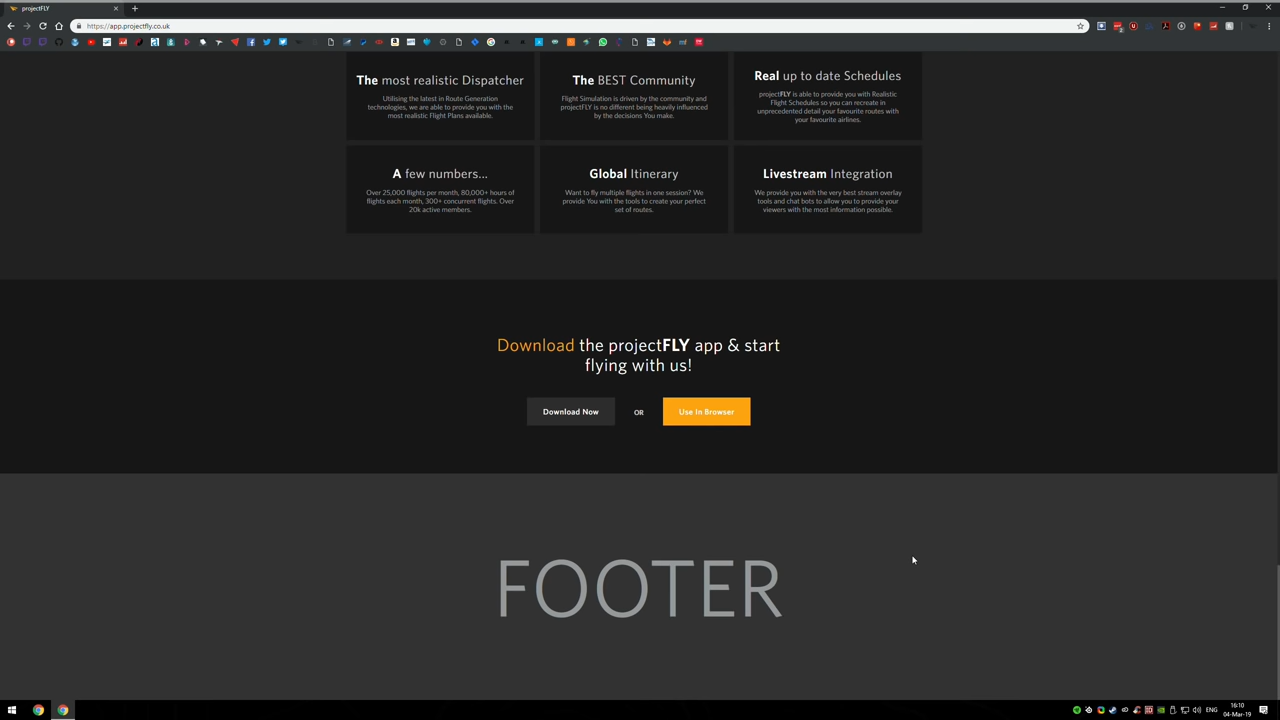 projectFLY
https://app.projectfly.co.uk
The most realistic Dispatcher
Utilising the latest in Route Generation
technologies, we are able to provide you with the
most realistic Flight Plans available.
The BEST Community
Flight Simulation is driven by the community and
projectFLY is no different being heavily influenced
by the decisions You make.
Real up to date Schedules
projectFLY is able to provide you with Realistic
Flight Schedules so you can recreate in
unprecedented detail your favourite routes with
your favourite airlines.
A few numbers...
Over 25,000 flights per month, 80,000+ hours of
flights each month, 300+ concurrent flights. Over
20k active members.
Global Itinerary
Want to fly multiple flights in one session? We
provide You with the tools to create your perfect
set of routes.
Livestream Integration
We provide you with the very best stream overlay
tools and chat bots to allow you to provide your
viewers with the most information possible.
Download the projectFLY app & start
flying with us!
Download Now
OR
Use In Browser
FOOTER
ENG
16:10
04-Mar-19